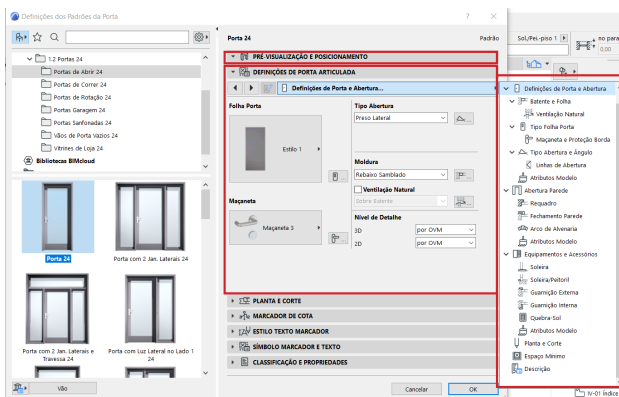 Definições dos Padrões da Porta
?
1.2 Portas 24
Portas de Abrir 24
Portas de Correr 24
Portas de Rotação 24
Portas Garagem 24
Portas Sanfonadas 24
Vãos de Porta Vazios 24
Vitrines de Loja 24
Bibliotecas BIMcloud
Porta 24
Porta com 2 Jan. Laterais 24
Porta com 2 Jan. Laterais e
Travessa 24
Porta com Luz Lateral no Lado 1
24
Vão
Porta 24
Padrão
PRÉ-VISUALIZAÇÃO E POSICIONAMENTO
DEFINIÇÕES DE PORTA ARTICULADA
Definições de Porta e Abertura...
Folha Porta
Estilo 1
Maçaneta
Maçaneta 3
Tipo Abertura
Preso Lateral
Moldura
Rebaixo Samblado
Ventilação Natural
Sobre Batente
Nível de Detalhe
3D
por OVM
2D
por OVM
PLANTA E CORTE
MARCADOR DE COTA
ESTILO TEXTO MARCADOR
SÍMBOLO MARCADOR E TEXTO
CLASSIFICAÇÃO E PROPRIEDADES
Cancelar
OK
Sol./Fei.-piso 1
no para
0,00
Definições de Porta e Abertura
Batente e Folha
Ventilação Natural
Tipo Folha Porta
Maçaneta e Proteção Borda
Tipo Abertura e Ângulo
Linhas de Abertura
Atributos Modelo
Abertura Parede
Requadro
Fechamento Parede
Arco de Alvenaria
Atributos Modelo
Equipamentos e Acessórios
Soleira
Soleira/Peitoril
Guarnição Externa
Guarnição Interna
Quebra-Sol
Atributos Modelo
Planta e Corte
Espaço Mínimo
Descrição
IV-01 Índice